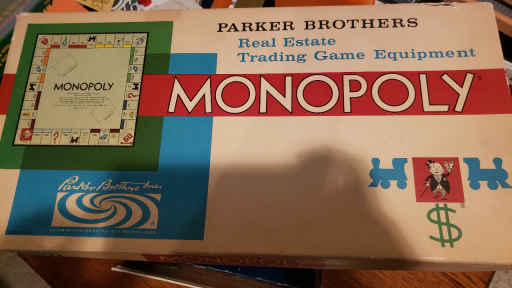 PARKER BROTHERS
Real Estate
Trading Game Equipment
MONOPOLY
MONOPOLY
Parker Brothers Inc.
$